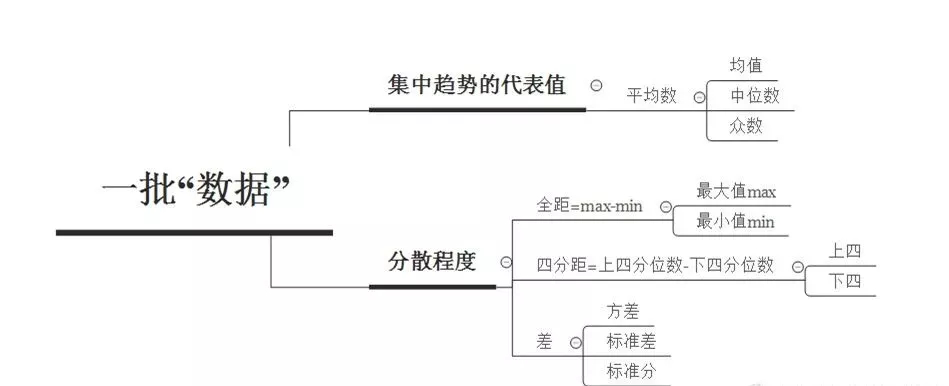 一批“数据”
集中趋势的代表值
平均数
均值
中位数
众数
分散程度
全距=max-min
最大值max
最小值min
四分距=上四分位数-下四分位数
上四
下四
差
方差
标准差
标准分